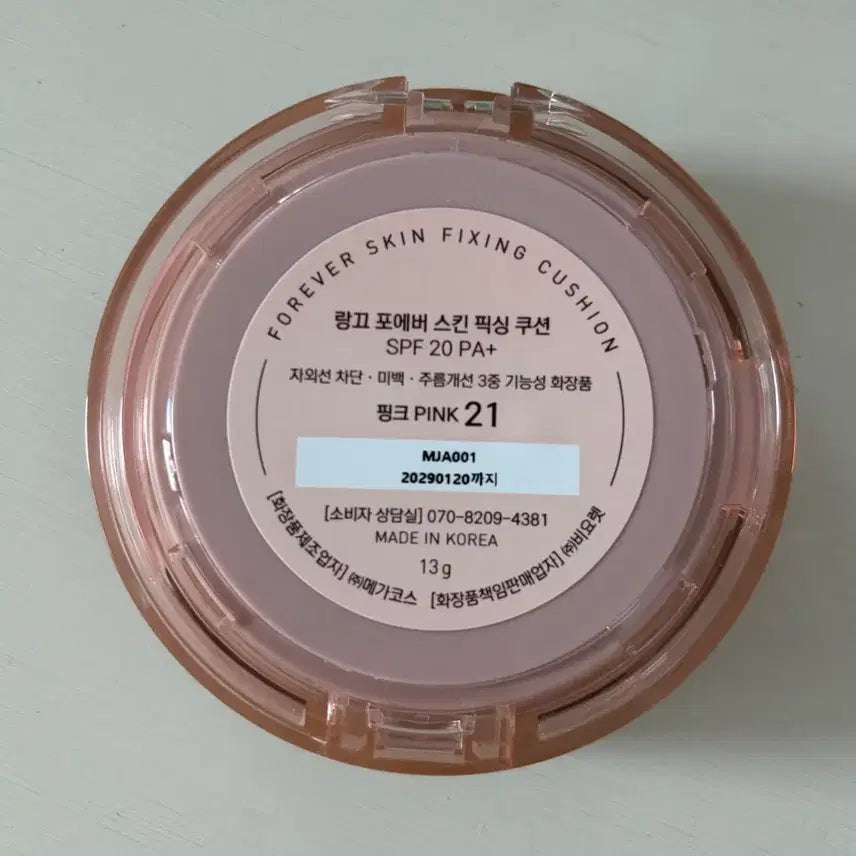 FOREVER SKIN FIXING CUSHION
랑끄 포에버 스킨 픽싱 쿠션
SPF 20 PA+
자외선 차단 · 미백 · 주름개선 3중 기능성 화장품
핑크 PINK 21
MJA001
20290120까지
[소비자 상담실] 070-8209-4381
MADE IN KOREA
13 g
[화장품제조업자] ㈜메가코스 [화장품책임판매업자] ㈜비요렛